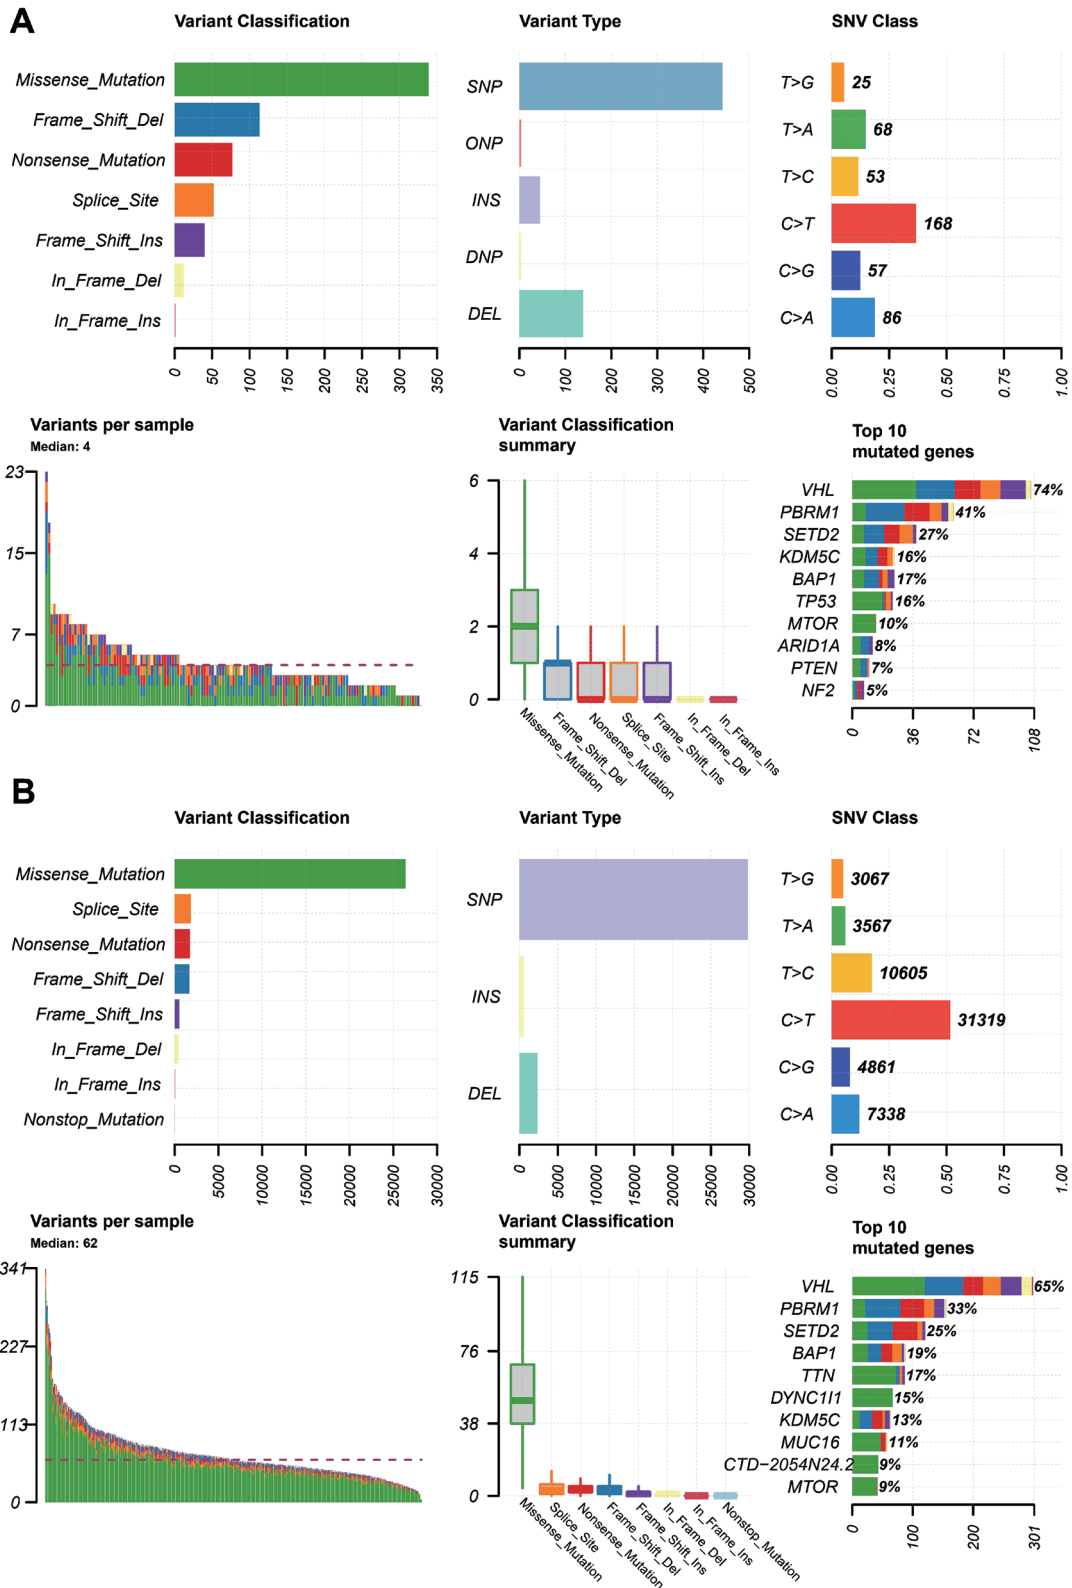 A
Variant Classification
Missense_Mutation
Frame_Shift_Del
Nonsense_Mutation
Splice_Site
Frame_Shift_Ins
In_Frame_Del
In_Frame_Ins
0 50 100 150 200 250 300 350
Variant Type
SNP
ONP
INS
DNP
DEL
0 100 200 300 400 500
SNV Class
T>G 25
T>A 68
T>C 53
C>T 168
C>G 57
C>A 86
0.00 0.25 0.50 0.75 1.00
Variants per sample
Median: 4
23
15
7
0
Variant Classification
summary
6
4
2
0
Missense_Mutation
Frame_Shift_Del
Nonsense_Mutation
Splice_Site
Frame_Shift_Ins
In_Frame_Del
In_Frame_Ins
Top 10
mutated genes
VHL 74%
PBRM1 41%
SETD2 27%
KDM5C 16%
BAP1 17%
TP53 16%
MTOR 10%
ARID1A 8%
PTEN 7%
NF2 5%
0 36 72 108
B
Variant Classification
Missense_Mutation
Splice_Site
Nonsense_Mutation
Frame_Shift_Del
Frame_Shift_Ins
In_Frame_Del
In_Frame_Ins
Nonstop_Mutation
0 5000 10000 15000 20000 25000 30000
Variant Type
SNP
INS
DEL
0 5000 10000 15000 20000 25000 30000
SNV Class
T>G 3067
T>A 3567
T>C 10605
C>T 31319
C>G 4861
C>A 7338
0.00 0.25 0.50 0.75 1.00
Variants per sample
Median: 62
341
227
113
0
Variant Classification
summary
115
76
38
0
Missense_Mutation
Splice_Site
Nonsense_Mutation
Frame_Shift_Del
Frame_Shift_Ins
In_Frame_Del
In_Frame_Ins
Nonstop_Mutation
Top 10
mutated genes
VHL 65%
PBRM1 33%
SETD2 25%
BAP1 19%
TTN 17%
DYNC1I1 15%
KDM5C 13%
MUC16 11%
CTD−2054N24.2 9%
MTOR 9%
0 100 200 301